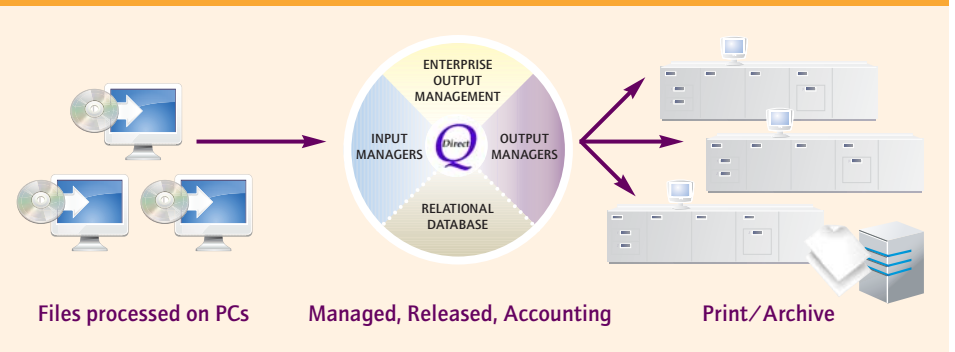 ENTERPRISE
OUTPUT
MANAGEMENT
INPUT
MANAGERS
Q
Direct
OUTPUT
MANAGERS
RELATIONAL
DATABASE
Files processed on PCs
Managed, Released, Accounting
Print/Archive